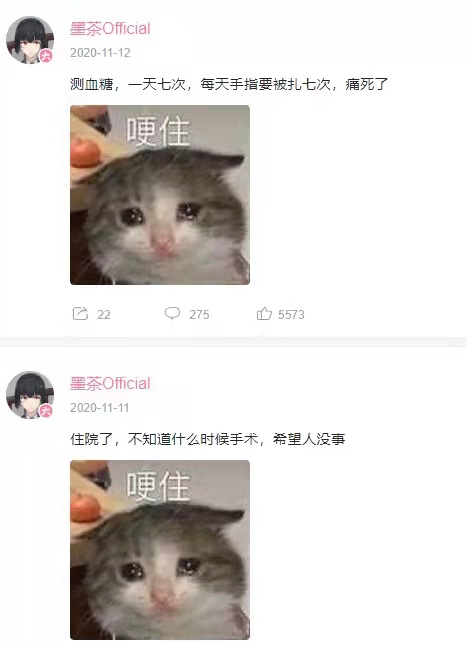 墨茶Official
2020-11-12
测血糖，一天七次，每天手指要被扎七次，痛死了
哽住
22 275 5573
墨茶Official
2020-11-11
住院了，不知道什么时候手术，希望人没事
哽住